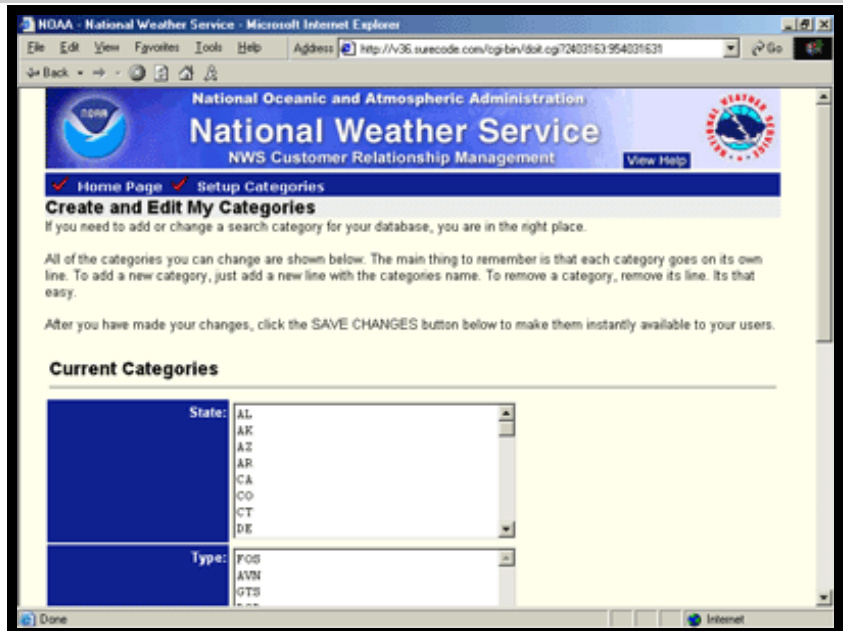 NOAA - National Weather Service - Microsoft Internet Explorer
File Edit View Favorites Tools Help Address http://v36.surecode.com/cgi-bin/doit.cgi?2403163:954031631 Go
Back
NOAA
National Oceanic and Atmospheric Administration
National Weather Service
NWS Customer Relationship Management
View Help
NATIONAL WEATHER SERVICE
Home Page Setup Categories
Create and Edit My Categories
If you need to add or change a search category for your database, you are in the right place.
All of the categories you can change are shown below. The main thing to remember is that each category goes on its own
line. To add a new category, just add a new line with the categories name. To remove a category, remove its line. Its that
easy.
After you have made your changes, click the SAVE CHANGES button below to make them instantly available to your users.
Current Categories
State:
AL
AK
AZ
AR
CA
CO
CT
DE
Type:
FOS
AVN
GTS
Done Internet